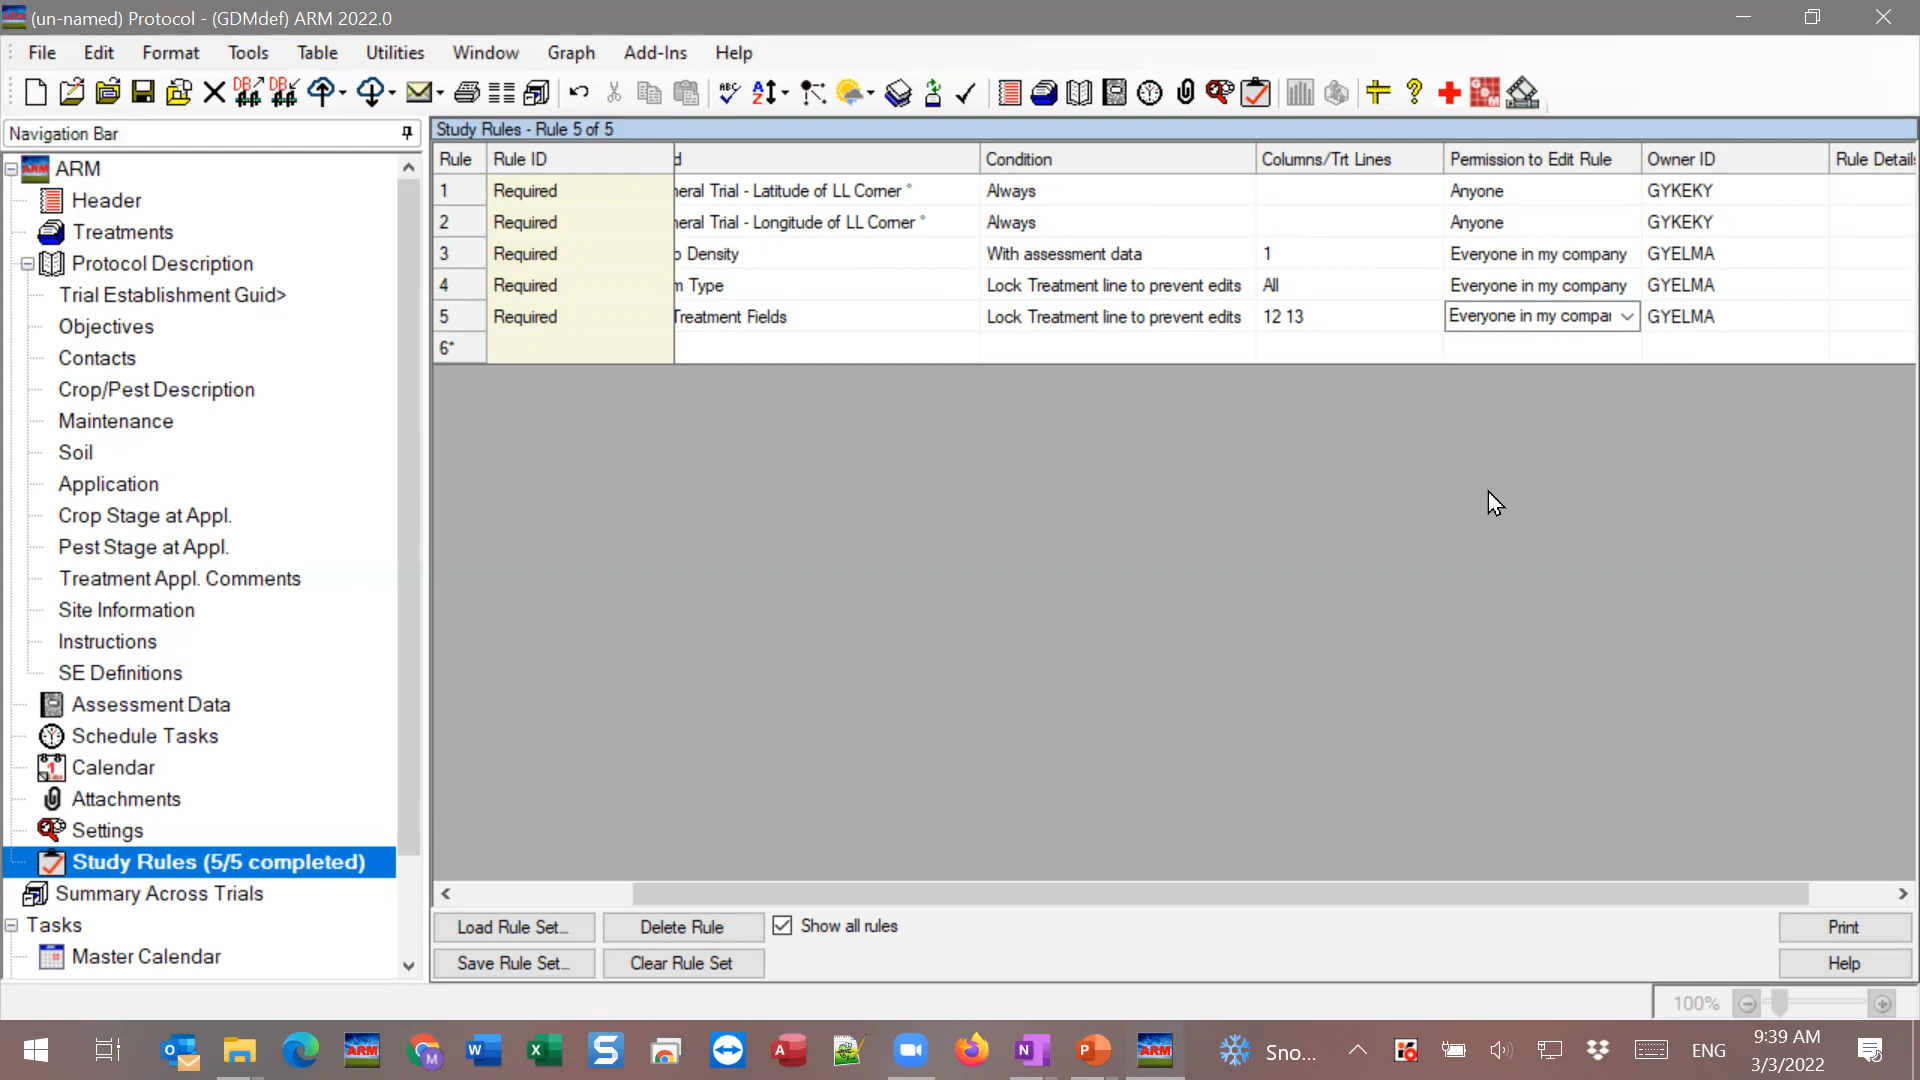 (un-named) Protocol - (GDMdef) ARM 2022.0
File Edit Format Tools Table Utilities Window Graph Add-Ins Help
Navigation Bar
ARM
Header
Treatments
Protocol Description
Trial Establishment Guid>
Objectives
Contacts
Crop/Pest Description
Maintenance
Soil
Application
Crop Stage at Appl.
Pest Stage at Appl.
Treatment Appl. Comments
Site Information
Instructions
SE Definitions
Assessment Data
Schedule Tasks
Calendar
Attachments
Settings
Study Rules (5/5 completed)
Summary Across Trials
Tasks
Master Calendar
Study Rules - Rule 5 of 5
Rule Rule ID d Condition Columns/Trt Lines Permission to Edit Rule Owner ID Rule Details
1 Required neral Trial - Latitude of LL Corner ° Always Anyone GYKEKY
2 Required neral Trial - Longitude of LL Corner ° Always Anyone GYKEKY
3 Required p Density With assessment data 1 Everyone in my company GYELMA
4 Required m Type Lock Treatment line to prevent edits All Everyone in my company GYELMA
5 Required Treatment Fields Lock Treatment line to prevent edits 12 13 Everyone in my compar GYELMA
6*
Load Rule Set... Delete Rule Show all rules Print
Save Rule Set... Clear Rule Set Help
100%
Sno... ENG 9:39 AM
3/3/2022